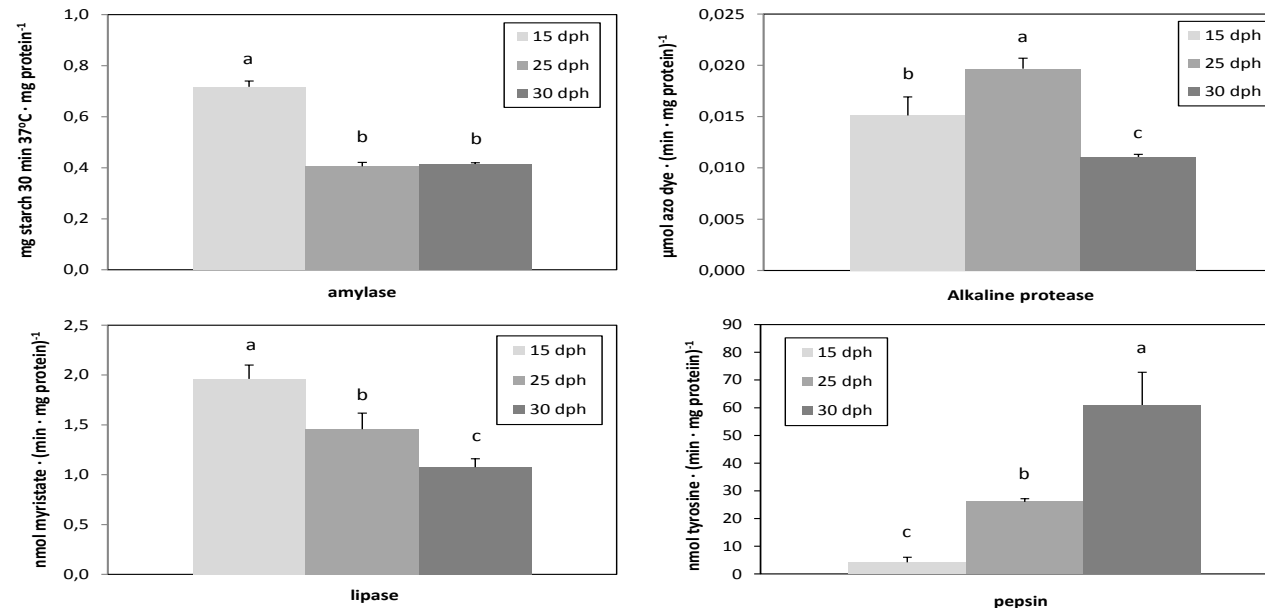 mg starch 30 min 37ºC · mg protein⁻¹
1,0
0,8
0,6
0,4
0,2
0,0
a
b
b
15 dph
25 dph
30 dph
amylase
µmol azo dye · (min · mg protein)⁻¹
0,025
0,020
0,015
0,010
0,005
0,000
b
a
c
15 dph
25 dph
30 dph
Alkaline protease
nmol myristate · (min · mg protein)⁻¹
2,5
2,0
1,5
1,0
0,5
0,0
a
b
c
15 dph
25 dph
30 dph
lipase
nmol tyrosine · (min · mg proteiin)⁻¹
90
80
70
60
50
40
30
20
10
0
15 dph
25 dph
30 dph
c
b
a
pepsin